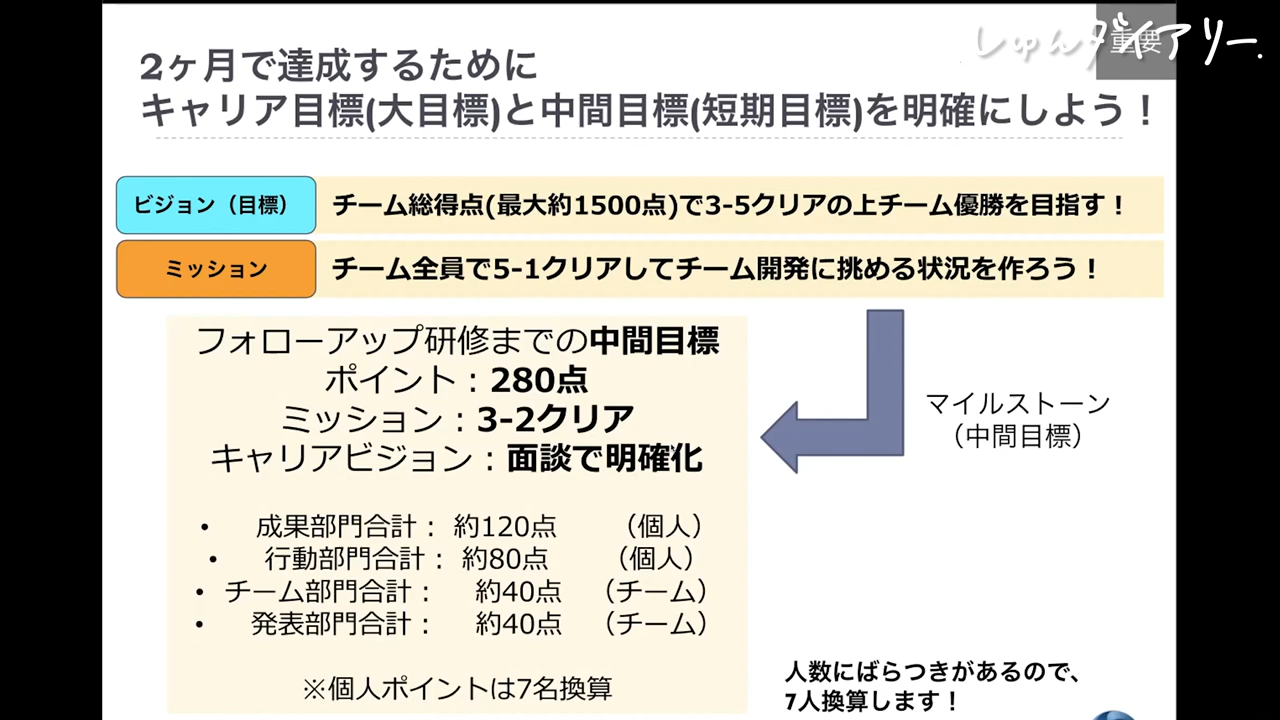 しゅんダイアリー.
重要
2ヶ月で達成するために
キャリア目標(大目標)と中間目標(短期目標)を明確にしよう！
ビジョン（目標）
チーム総得点(最大約1500点)で3-5クリアの上チーム優勝を目指す！
ミッション
チーム全員で5-1クリアしてチーム開発に挑める状況を作ろう！
フォローアップ研修までの中間目標
ポイント：280点
ミッション：3-2クリア
キャリアビジョン：面談で明確化
マイルストーン
（中間目標）
• 成果部門合計： 約120点 （個人）
• 行動部門合計： 約80点 （個人）
• チーム部門合計： 約40点 （チーム）
• 発表部門合計： 約40点 （チーム）
※個人ポイントは7名換算
人数にばらつきがあるので、
7人換算します！